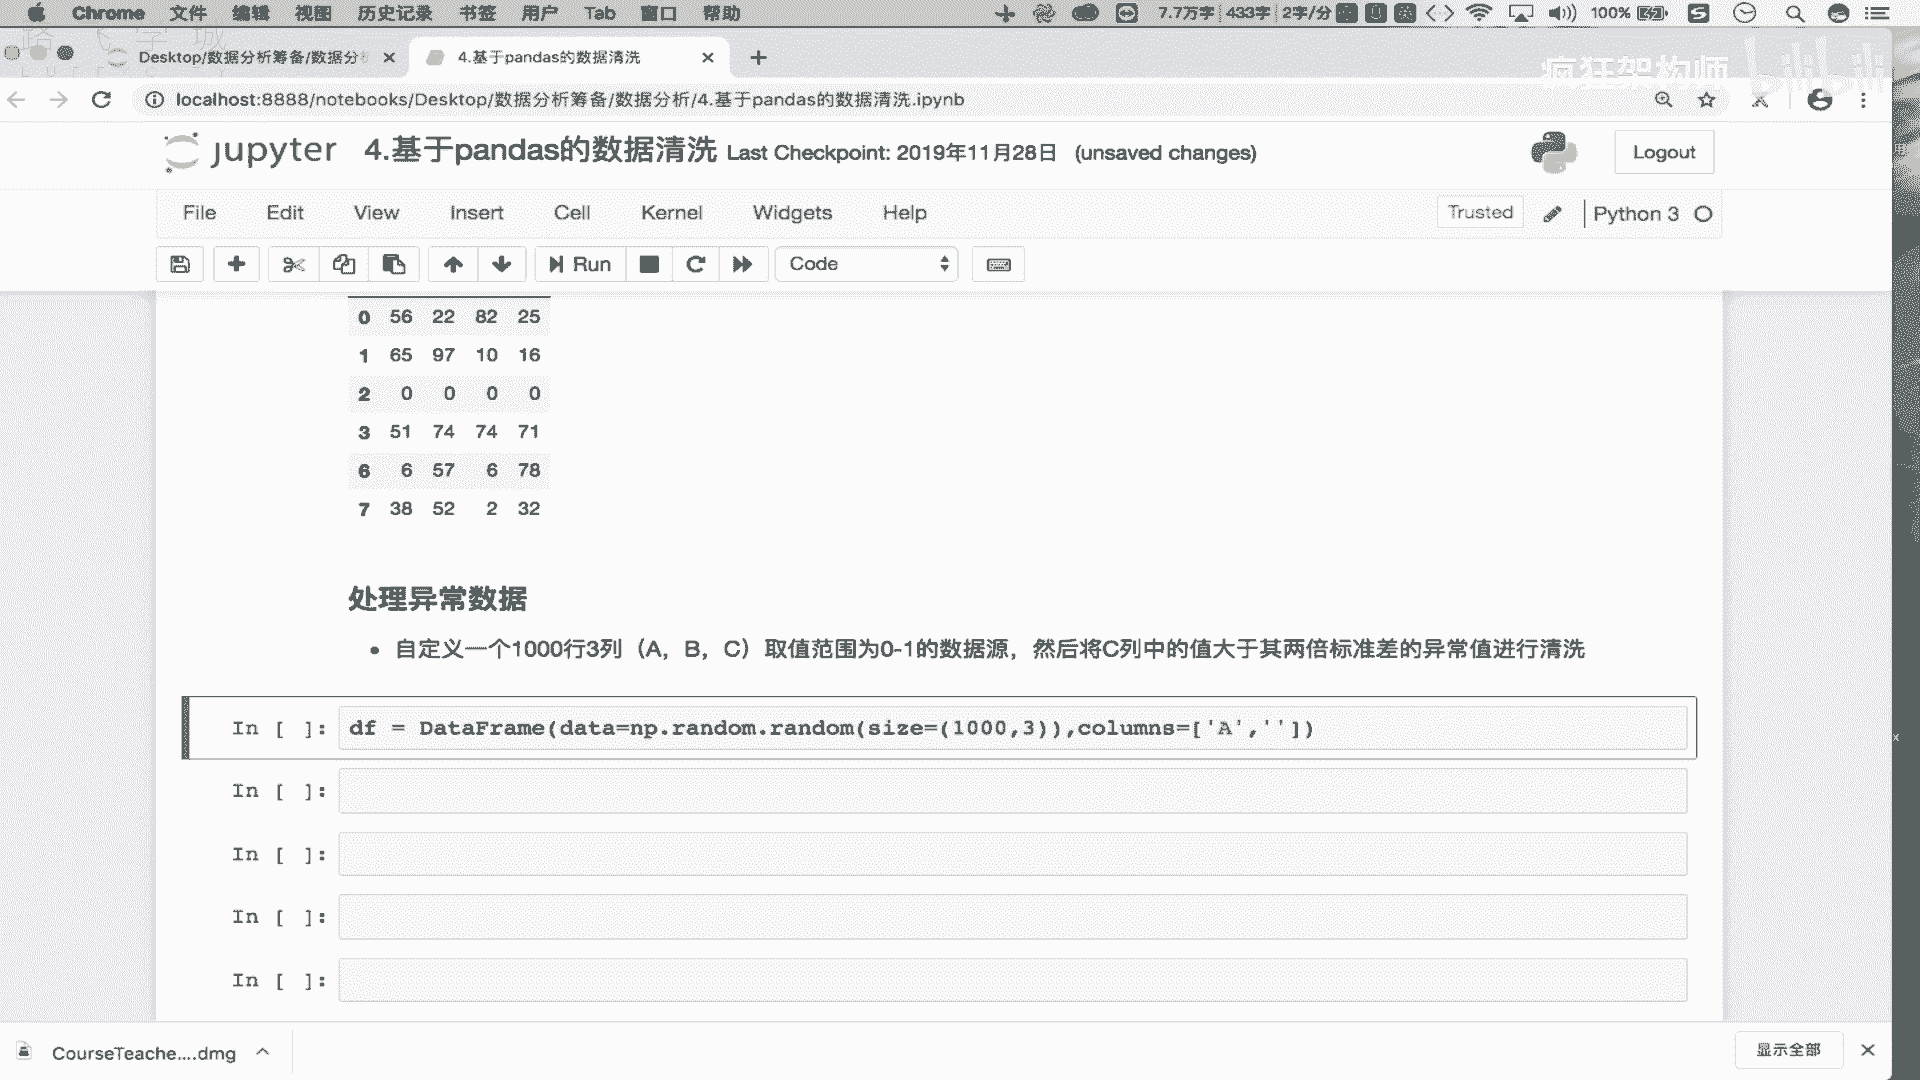 Chrome 文件 编辑 视图 历史记录 书签 用户 Tab 窗口 帮助 7.7万字 433字 2字/分 100%
Desktop/数据分析筹备/数据分 4.基于pandas的数据清洗
疯狂架构师 bilibili
localhost:8888/notebooks/Desktop/数据分析筹备/数据分析/4.基于pandas的数据清洗.ipynb
jupyter 4.基于pandas的数据清洗 Last Checkpoint: 2019年11月28日 (unsaved changes) Logout
File Edit View Insert Cell Kernel Widgets Help Trusted Python 3
Run Code
0 56 22 82 25
1 65 97 10 16
2 0 0 0 0
3 51 74 74 71
6 6 57 6 78
7 38 52 2 32
处理异常数据
• 自定义一个1000行3列（A，B，C）取值范围为0-1的数据源，然后将C列中的值大于其两倍标准差的异常值进行清洗
In [ ]: df = DataFrame(data=np.random.random(size=(1000,3)),columns=['A',''])
In [ ]:
In [ ]:
In [ ]:
In [ ]:
CourseTeache....dmg 显示全部